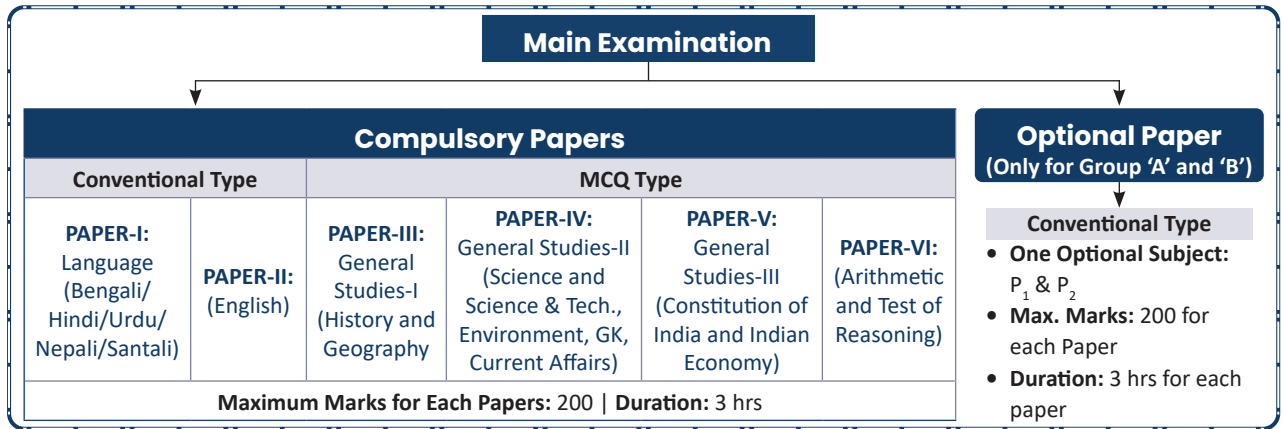 Main Examination
Compulsory Papers
Conventional Type
MCQ Type
PAPER-I:
Language
(Bengali/
Hindi/Urdu/
Nepali/Santali)
PAPER-II:
(English)
PAPER-III:
General
Studies-I
(History and
Geography
PAPER-IV:
General Studies-II
(Science and
Science & Tech.,
Environment, GK,
Current Affairs)
PAPER-V:
General
Studies-III
(Constitution of
India and Indian
Economy)
PAPER-VI:
(Arithmetic
and Test of
Reasoning)
Maximum Marks for Each Papers: 200 | Duration: 3 hrs
Optional Paper
(Only for Group ‘A’ and ‘B’)
Conventional Type
• One Optional Subject:
P₁ & P₂
• Max. Marks: 200 for
each Paper
• Duration: 3 hrs for each
paper